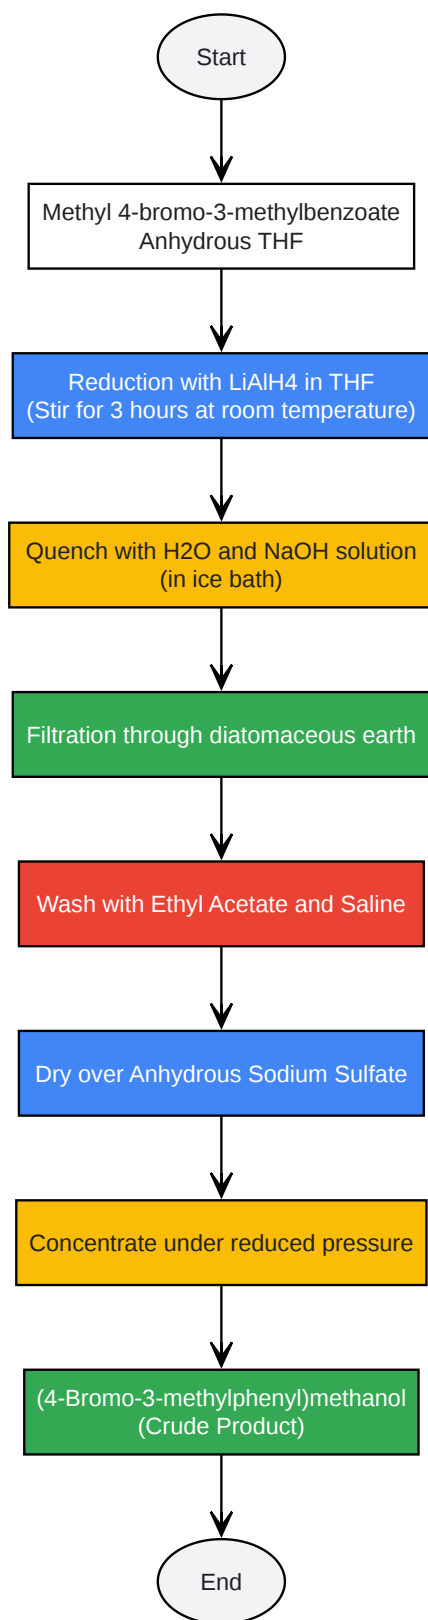 Start
Methyl 4-bromo-3-methylbenzoate
Anhydrous THF
Reduction with LiAlH4 in THF
(Stir for 3 hours at room temperature)
Quench with H2O and NaOH solution
(in ice bath)
Filtration through diatomaceous earth
Wash with Ethyl Acetate and Saline
Dry over Anhydrous Sodium Sulfate
Concentrate under reduced pressure
(4-Bromo-3-methylphenyl)methanol
(Crude Product)
End